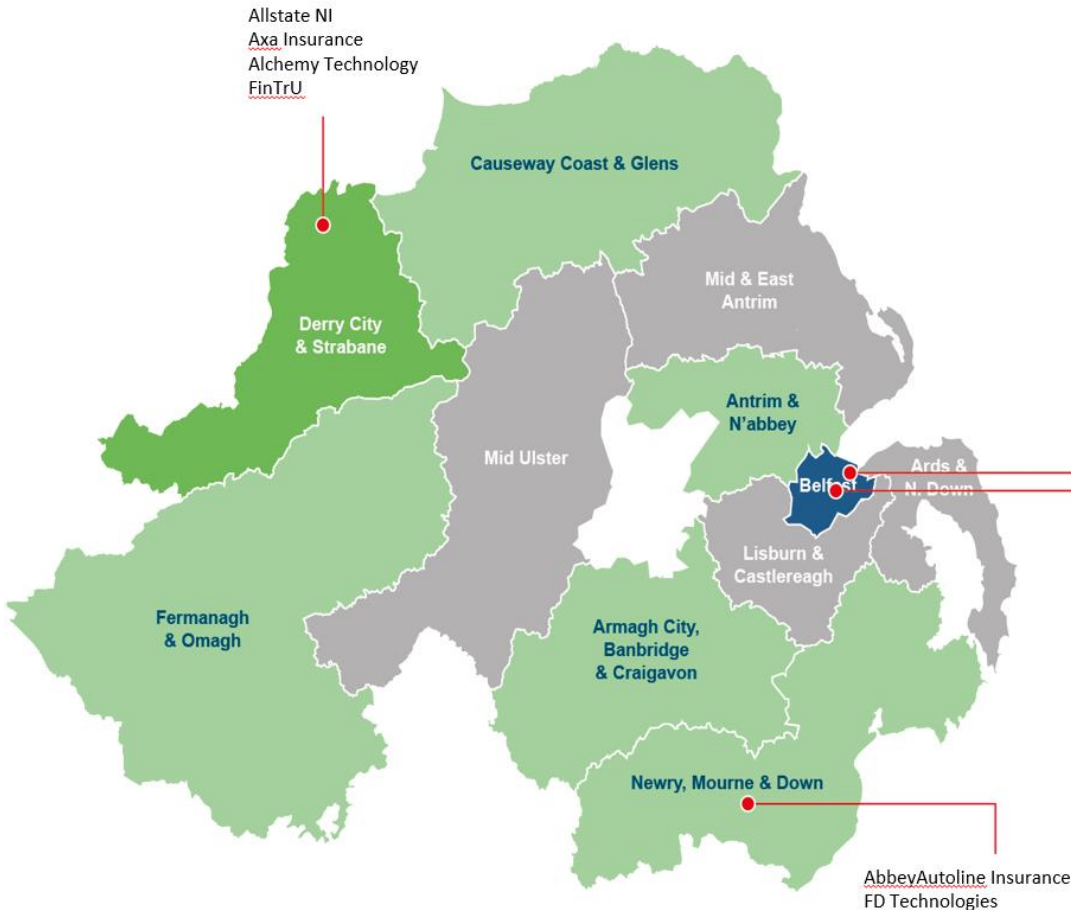 Allstate NI
Axa Insurance
Alchemy Technology
FinTrU
Causeway Coast & Glens
Mid & East
Antrim
Derry City
& Strabane
Antrim &
N'abbey
Mid Ulster
Belfast
Ards &
N. Down
Lisburn &
Castlereagh
Fermanagh
& Omagh
Armagh City,
Banbridge
& Craigavon
Newry, Mourne & Down
AbbeyAutoline Insurance
FD Technologies